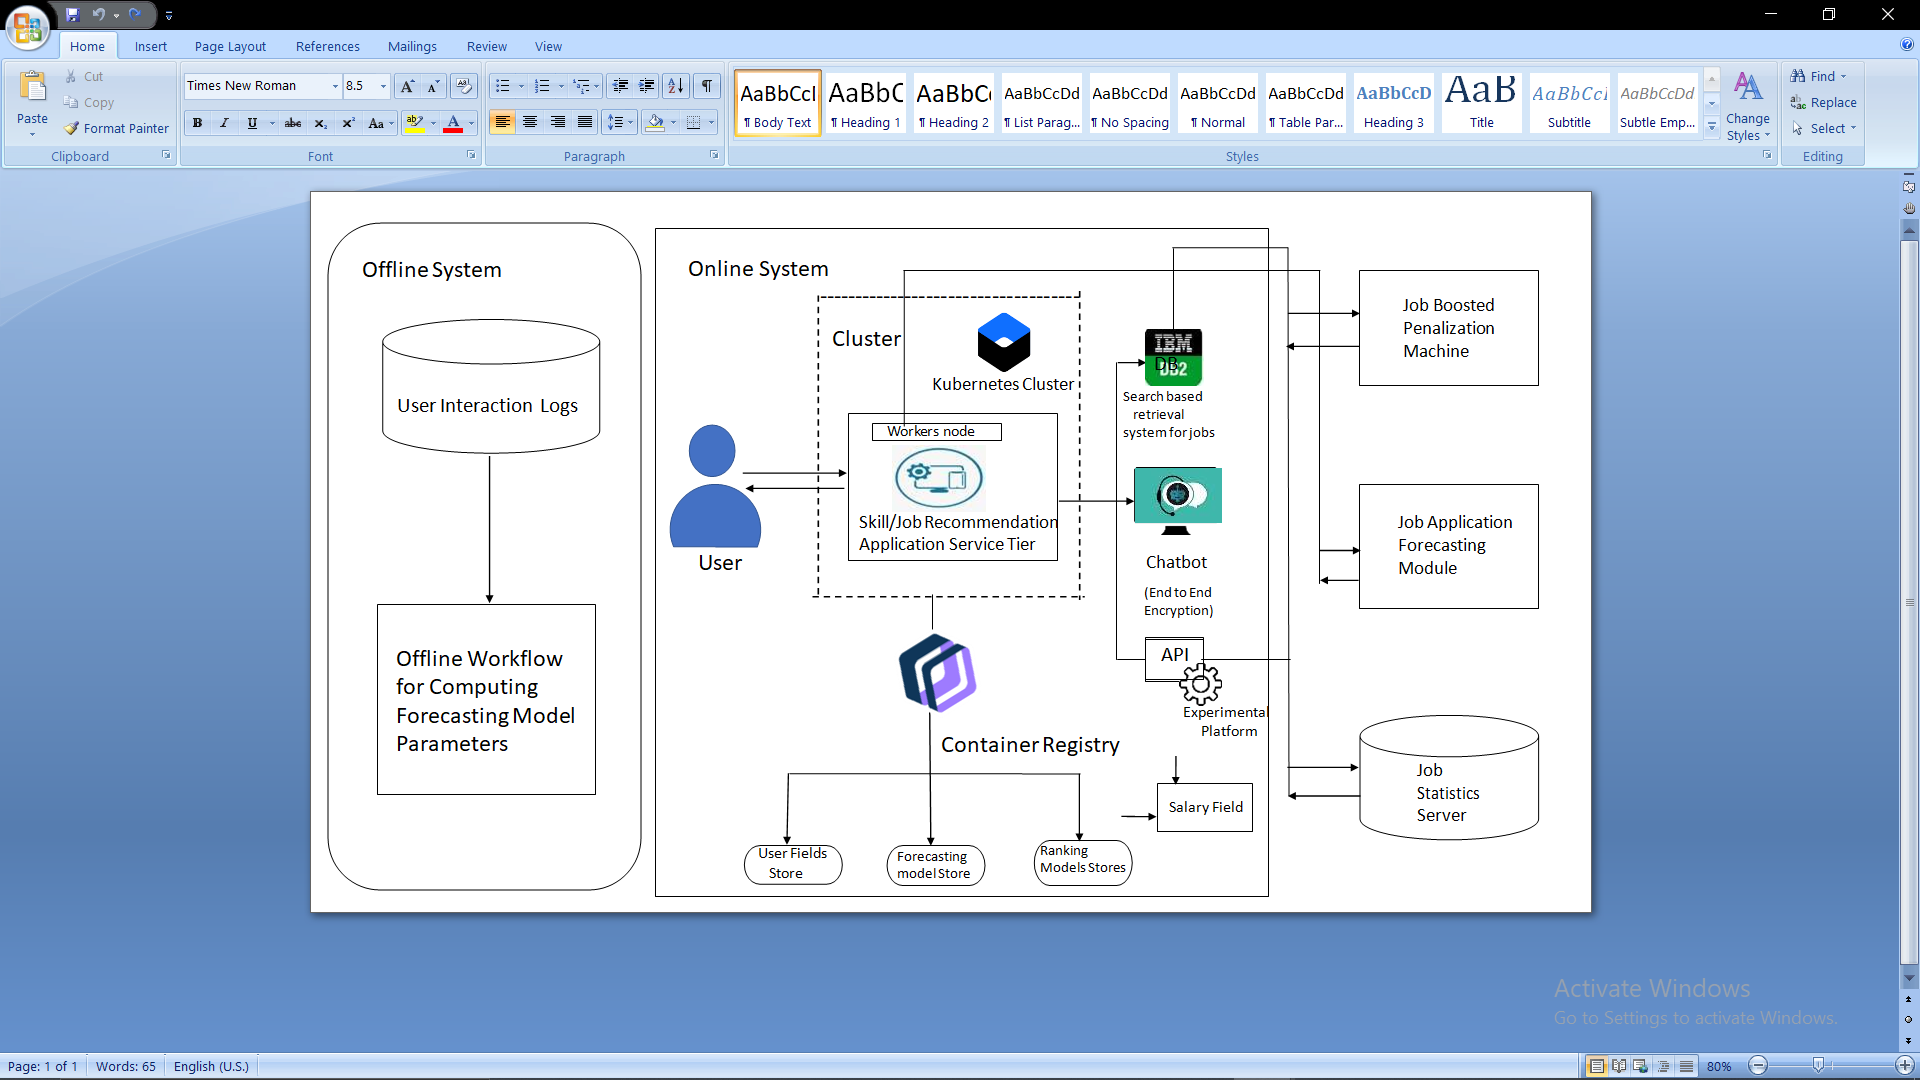 Home
Insert
Page Layout
References
Mailings
Review
View
Paste
Cut
Copy
Format Painter
Clipboard
Times New Roman
8.5
Font
Paragraph
AaBbCcI
¶ Body Text
AaBbC
¶ Heading 1
AaBbCc
¶ Heading 2
AaBbCcDd
¶ List Parag...
AaBbCcDd
¶ No Spacing
AaBbCcDd
¶ Normal
AaBbCcDd
¶ Table Par...
AaBbCcD
Heading 3
AaB
Title
AaBbCcI
Subtitle
AaBbCcDd
Subtle Emp...
Change
Styles
Styles
Find
Replace
Select
Editing
Offline System
User Interaction Logs
Offline Workflow
for Computing
Forecasting Model
Parameters
Online System
Cluster
Kubernetes Cluster
Workers node
Skill/Job Recommendation
Application Service Tier
User
IBM
DB
DB2
Search based
retrieval
system for jobs
Chatbot
(End to End
Encryption)
API
Experimental
Platform
Container Registry
Salary Field
User Fields
Store
Forecasting
model Store
Ranking
Models Stores
Job Boosted
Penalization
Machine
Job Application
Forecasting
Module
Job
Statistics
Server
Activate Windows
Go to Settings to activate Windows.
Page: 1 of 1
Words: 65
English (U.S.)
80%